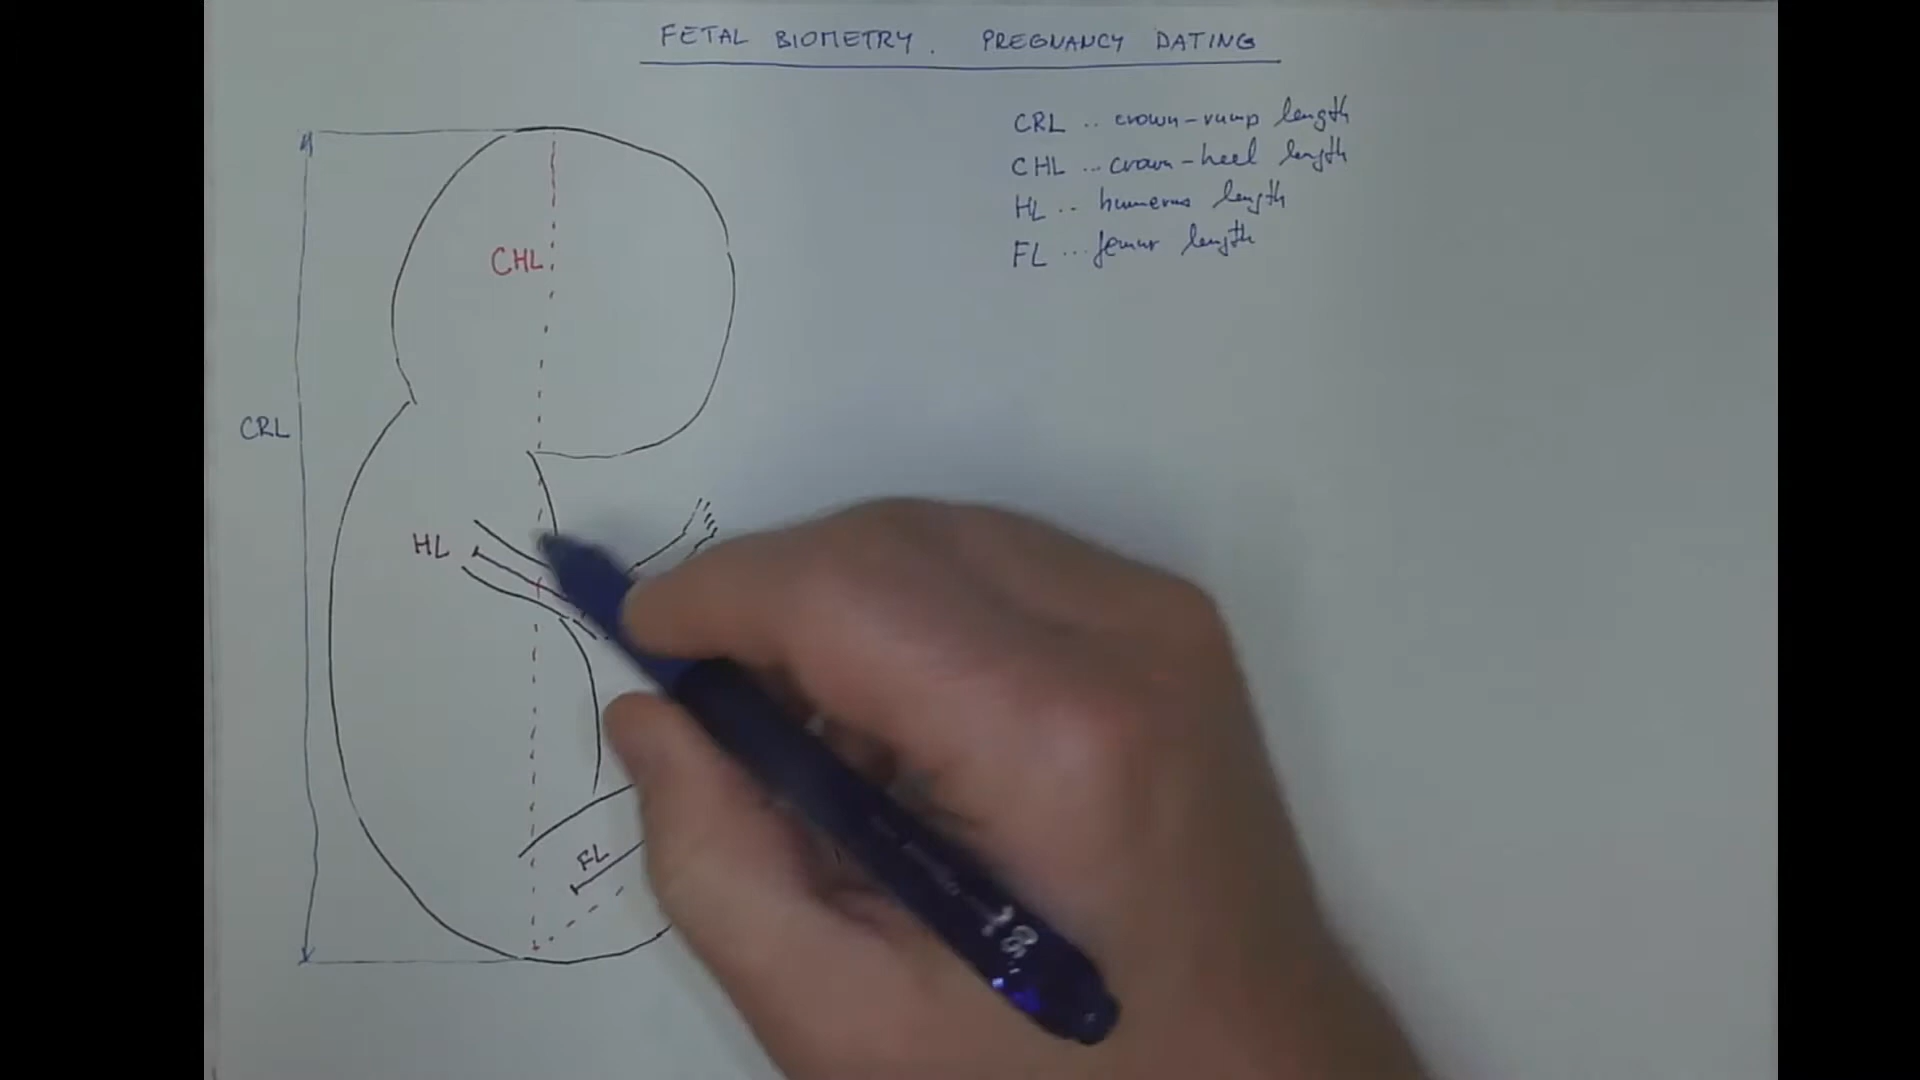 FETAL BIOMETRY. PREGNANCY DATING
CRL .. crown-rump length
CHL ... crown-heel length
HL .. humerus length
FL ... femur length
CHL
CRL
HL
FL